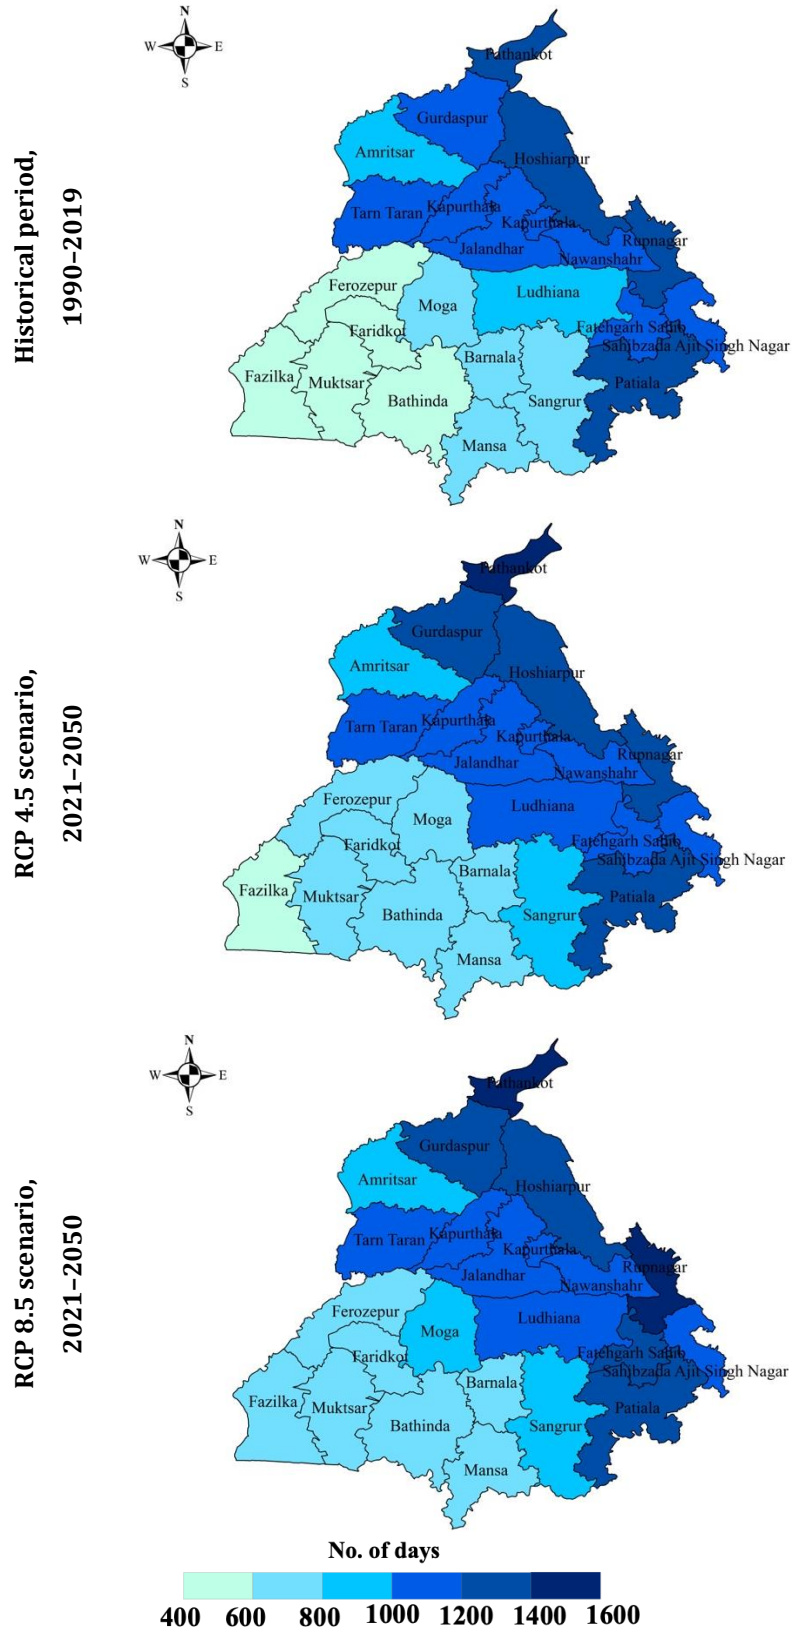 Historical period,
1990–2019
N
W E
S
Pathankot
Gurdaspur
Amritsar
Hoshiarpur
Tarn Taran
Kapurthala
Kapurthala
Rupnagar
Jalandhar
Nawanshahr
Ferozepur
Moga
Ludhiana
Faridkot
Fatehgarh Sahib
Sahibzada Ajit Singh Nagar
Barnala
Fazilka
Muktsar
Patiala
Bathinda
Sangrur
Mansa
RCP 4.5 scenario,
2021–2050
N
W E
S
Pathankot
Gurdaspur
Amritsar
Hoshiarpur
Tarn Taran
Kapurthala
Kapurthala
Rupnagar
Jalandhar
Nawanshahr
Ferozepur
Moga
Ludhiana
Faridkot
Fatehgarh Sahib
Sahibzada Ajit Singh Nagar
Barnala
Fazilka
Muktsar
Patiala
Bathinda
Sangrur
Mansa
RCP 8.5 scenario,
2021–2050
N
W E
S
Pathankot
Gurdaspur
Amritsar
Hoshiarpur
Tarn Taran
Kapurthala
Kapurthala
Rupnagar
Jalandhar
Nawanshahr
Ferozepur
Moga
Ludhiana
Faridkot
Fatehgarh Sahib
Sahibzada Ajit Singh Nagar
Barnala
Fazilka
Muktsar
Patiala
Bathinda
Sangrur
Mansa
No. of days
400 600 800 1000 1200 1400 1600